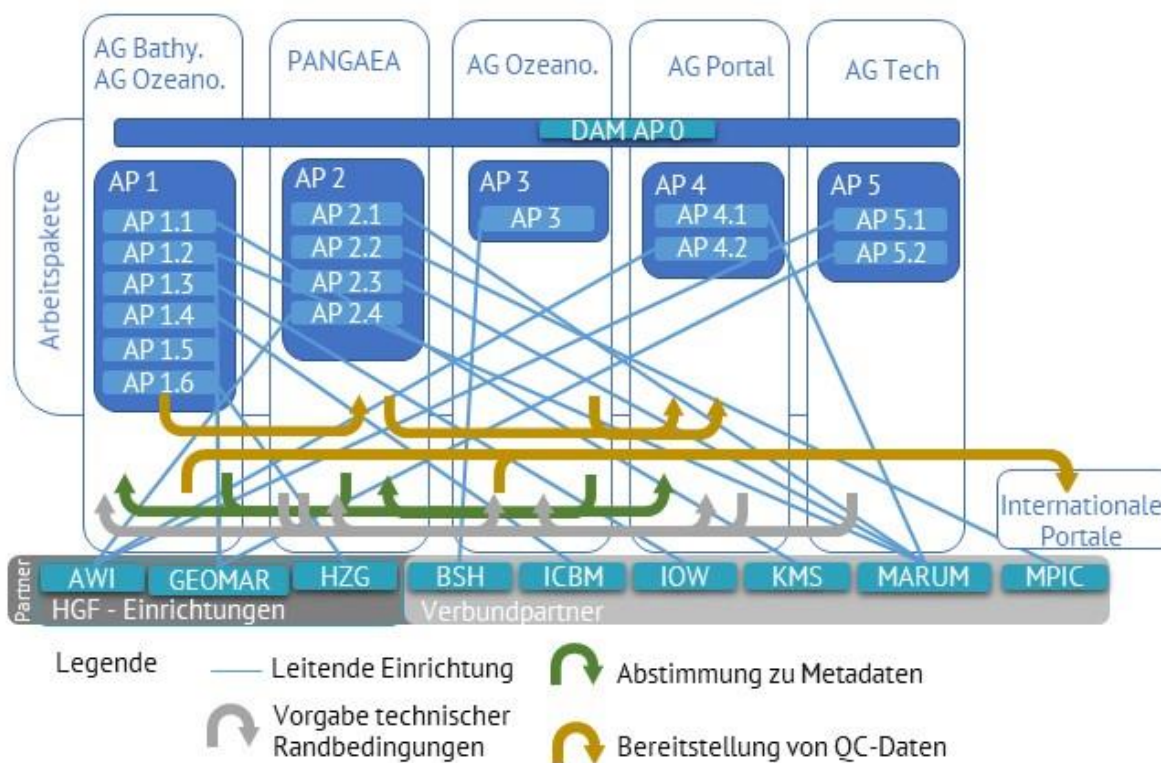 AG Bathy.
AG Ozeano.
PANGAEA
AG Ozeano.
AG Portal
AG Tech
DAM AP 0
Arbeitspakete
AP 1
AP 1.1
AP 1.2
AP 1.3
AP 1.4
AP 1.5
AP 1.6
AP 2
AP 2.1
AP 2.2
AP 2.3
AP 2.4
AP 3
AP 3
AP 4
AP 4.1
AP 4.2
AP 5
AP 5.1
AP 5.2
Internationale
Portale
Partner
AWI
GEOMAR
HZG
BSH
ICBM
IOW
KMS
MARUM
MPIC
HGF - Einrichtungen
Verbundpartner
Legende
Leitende Einrichtung
Abstimmung zu Metadaten
Vorgabe technischer
Randbedingungen
Bereitstellung von QC-Daten